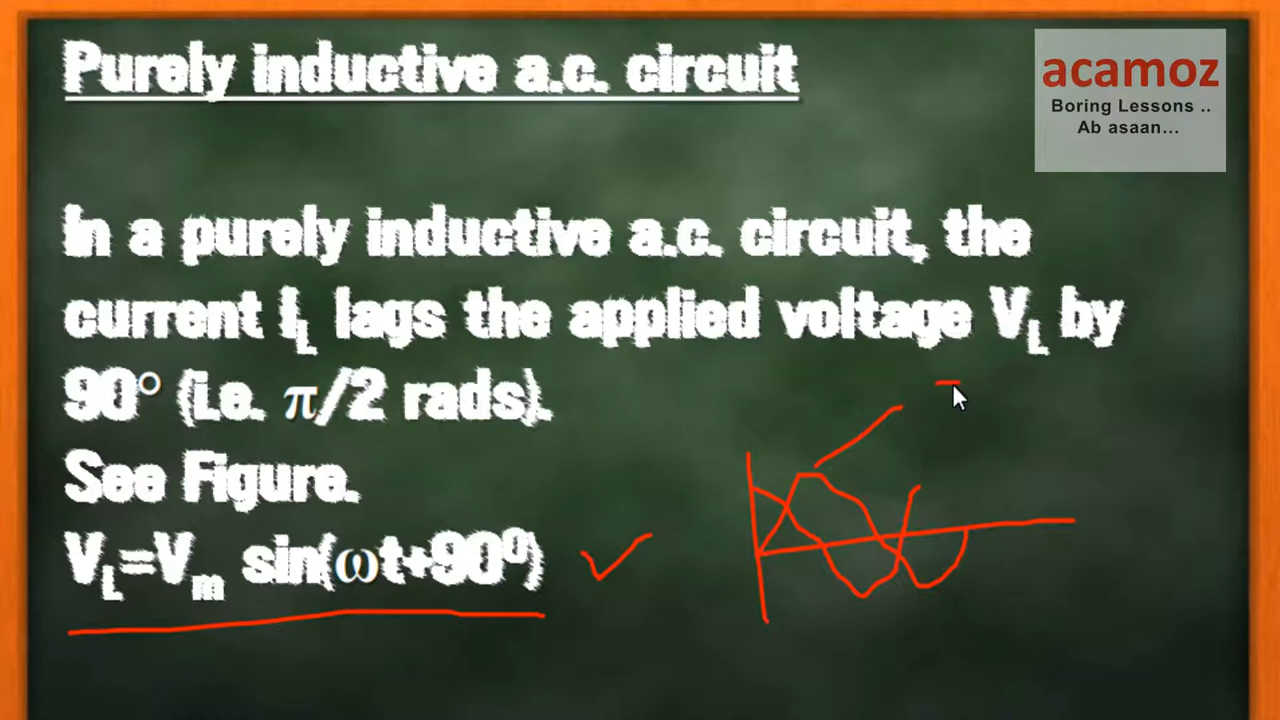 Purely inductive a.c. circuit
acamoz
Boring Lessons ..
Ab asaan...
In a purely inductive a.c. circuit, the
current IL lags the applied voltage VL by
90° (i.e. π/2 rads).
See Figure.
VL=Vm sin(ωt+90⁰)